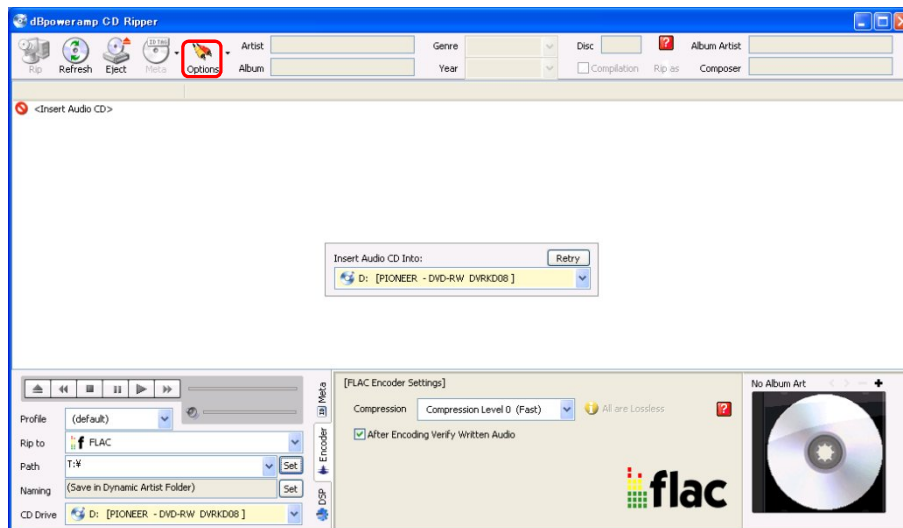 dBpoweramp CD Ripper
Rip
Refresh
Eject
ID TAG
Meta
Options
Artist
Genre
Disc
?
Album Artist
Album
Year
Compilation
Rip as
Composer
<Insert Audio CD>
Insert Audio CD Into:
Retry
D: [PIONEER - DVD-RW DVRKD08 ]
Meta
ID
Encoder
DSP
Profile
(default)
Rip to
f FLAC
Path
T:¥
Set
Naming
(Save in Dynamic Artist Folder)
Set
CD Drive
D: [PIONEER - DVD-RW DVRKD08 ]
[FLAC Encoder Settings]
Compression
Compression Level 0 (Fast)
All are Lossless
?
After Encoding Verify Written Audio
flac
No Album Art
< > − +